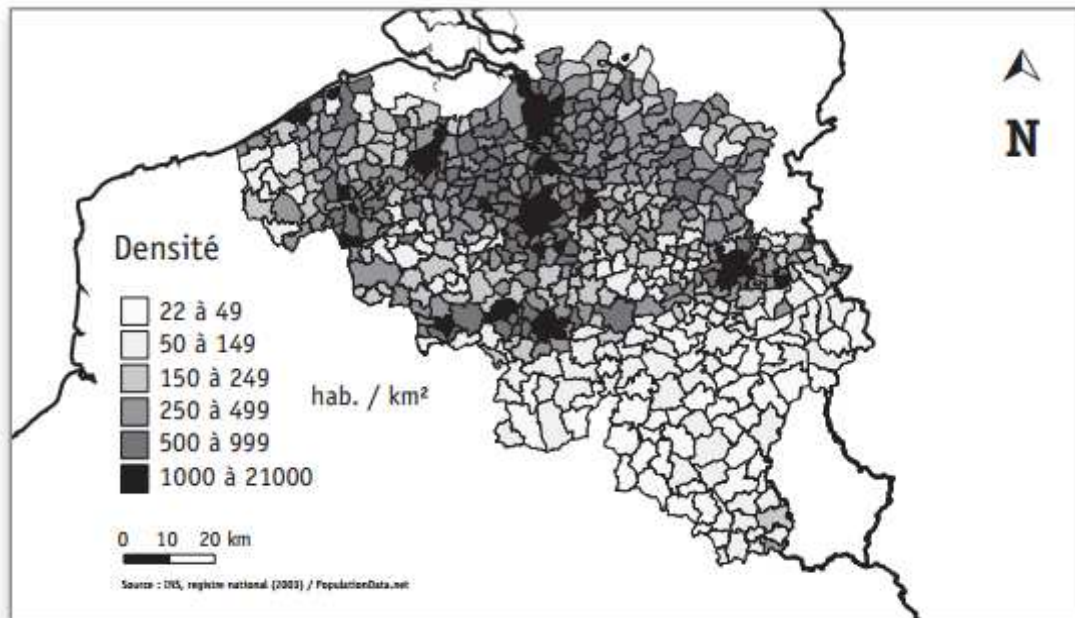 N
Densité
22 à 49
50 à 149
150 à 249
250 à 499
500 à 999
1000 à 21000
hab. / km²
0 10 20 km
Source : INS, registre national (2003) / PopulationData.net